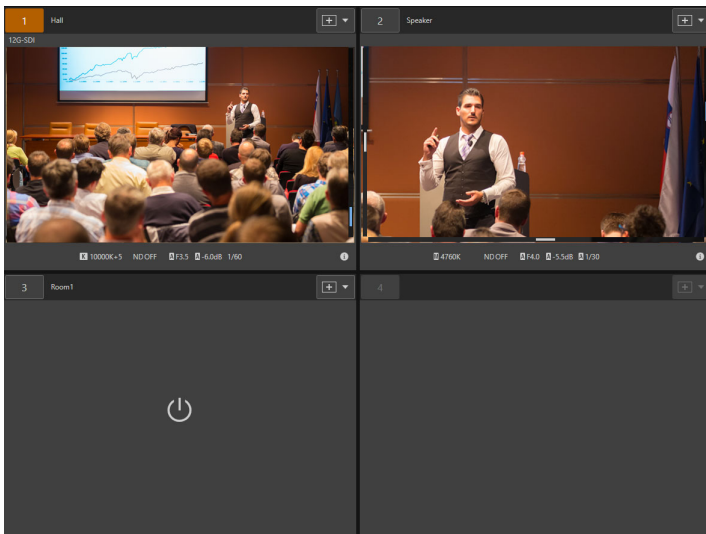 1 Hall
2 Speaker
12G-SDI
K 10000K+5 ND OFF A F3.5 A -6.0dB 1/60
4760K ND OFF A F4.0 A -5.5dB A 1/30
3 Room1
4